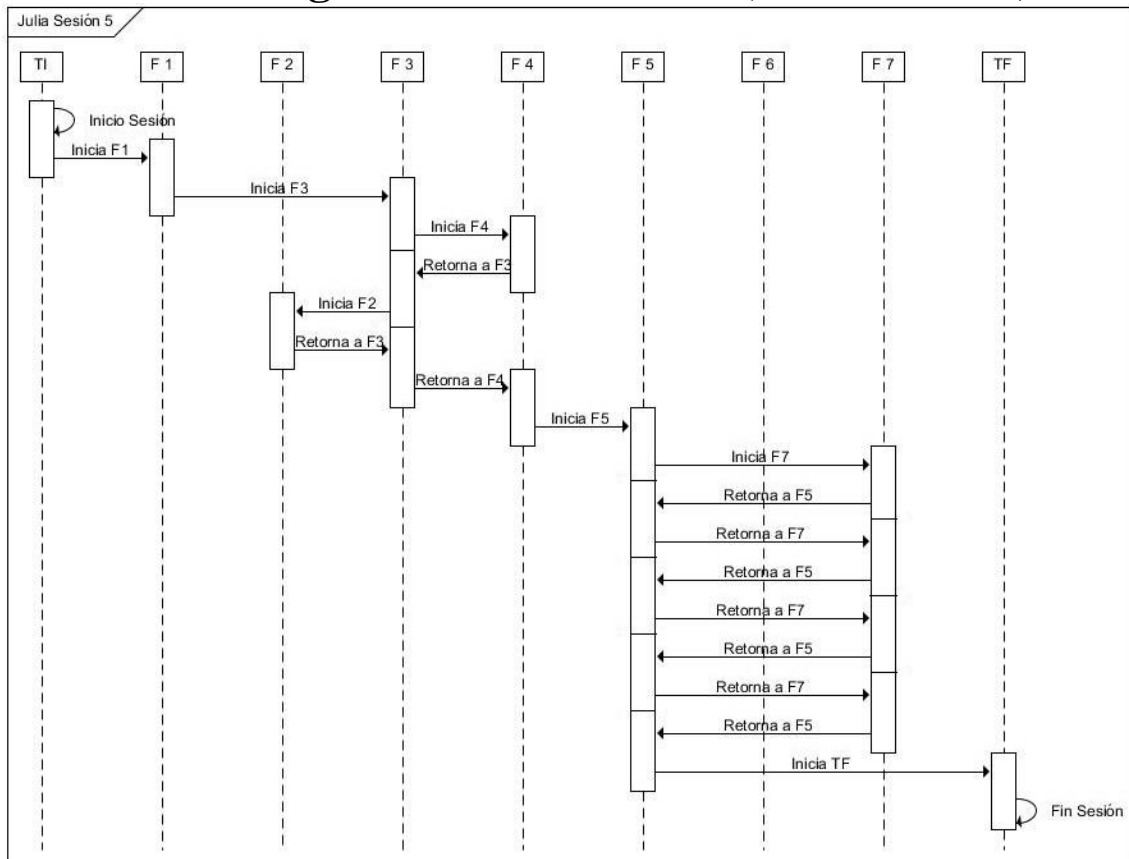 Julia Sesión 5
TI
F 1
F 2
F 3
F 4
F 5
F 6
F 7
TF
Inicio Sesión
Inicia F1
Inicia F3
Inicia F4
Retorna a F3
Inicia F2
Retorna a F3
Retorna a F4
Inicia F5
Inicia F7
Retorna a F5
Retorna a F7
Retorna a F5
Retorna a F7
Retorna a F5
Retorna a F7
Retorna a F5
Inicia TF
Fin Sesión